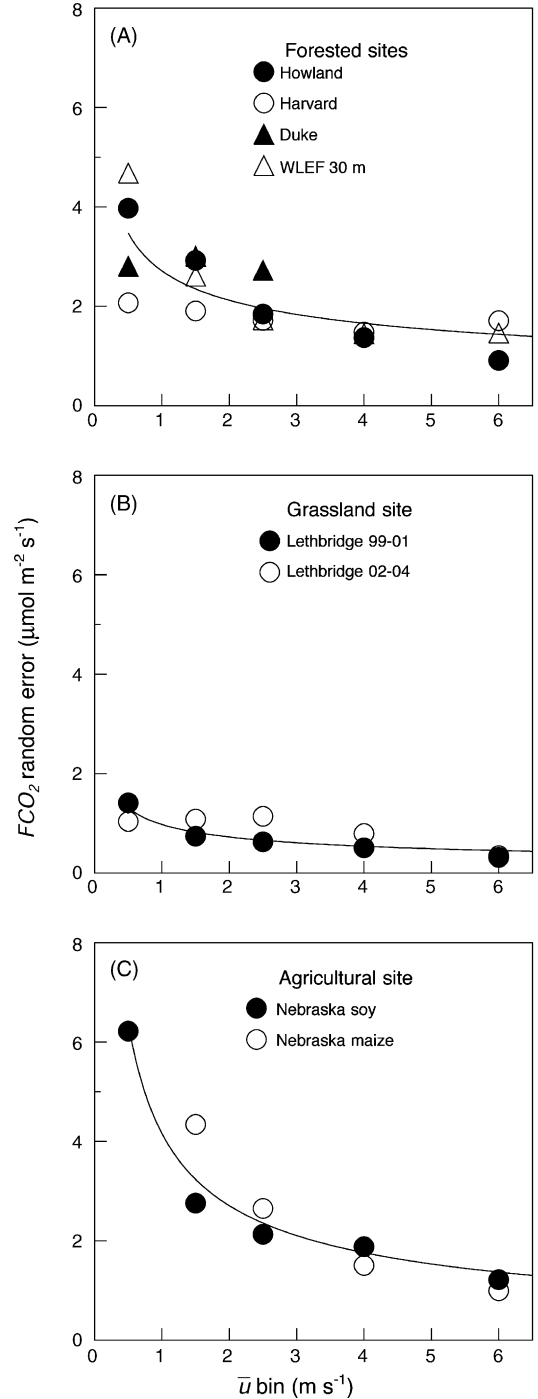 (A)
Forested sites
Howland
Harvard
Duke
WLEF 30 m
8
6
4
2
0
0 1 2 3 4 5 6
(B)
Grassland site
Lethbridge 99-01
Lethbridge 02-04
8
6
4
2
0
0 1 2 3 4 5 6
FCO₂ random error (μmol m⁻² s⁻¹)
(C)
Agricultural site
Nebraska soy
Nebraska maize
8
6
4
2
0
0 1 2 3 4 5 6
u̅ bin (m s⁻¹)